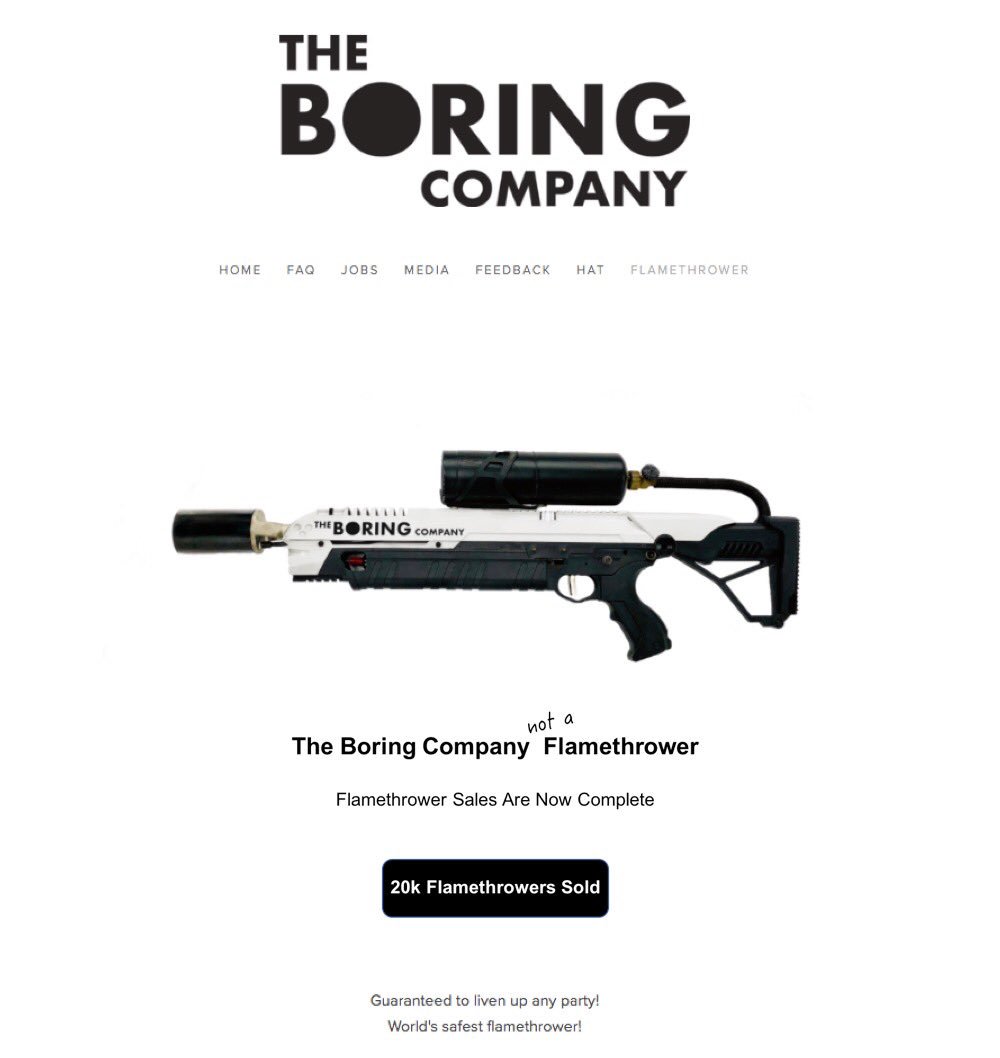 THE
BORING
COMPANY
HOME FAQ JOBS MEDIA FEEDBACK HAT FLAMETHROWER
THE BORING COMPANY
not a
The Boring Company Flamethrower
Flamethrower Sales Are Now Complete
20k Flamethrowers Sold
Guaranteed to liven up any party!
World's safest flamethrower!